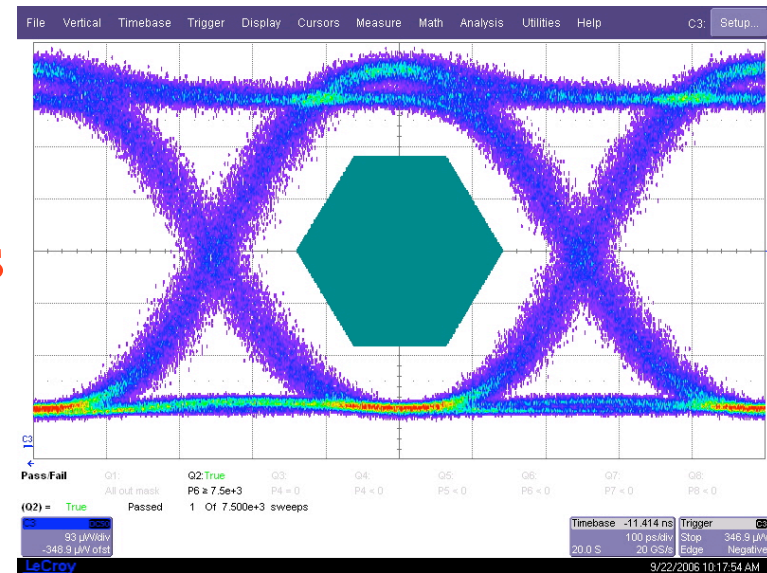 File Vertical Timebase Trigger Display Cursors Measure Math Analysis Utilities Help C3: Setup...
s
C3
Pass/Fail Q1: Q2:True Q3: Q4: Q5: Q6: Q7: Q8:
All out mask P6 ≥ 7.5e+3 P4 = 0 P4 < 0 P5 < 0 P6 < 0 P7 < 0 P8 < 0
(Q2) = True Passed 1 Of 7.500e+3 sweeps
C3 DC50 Timebase -11.414 ns Trigger C3
93 µW/div 100 ps/div Stop 346.9 µW
-348.9 µW ofst 20.0 S 20 GS/s Edge Negative
LeCroy 9/22/2006 10:17:54 AM